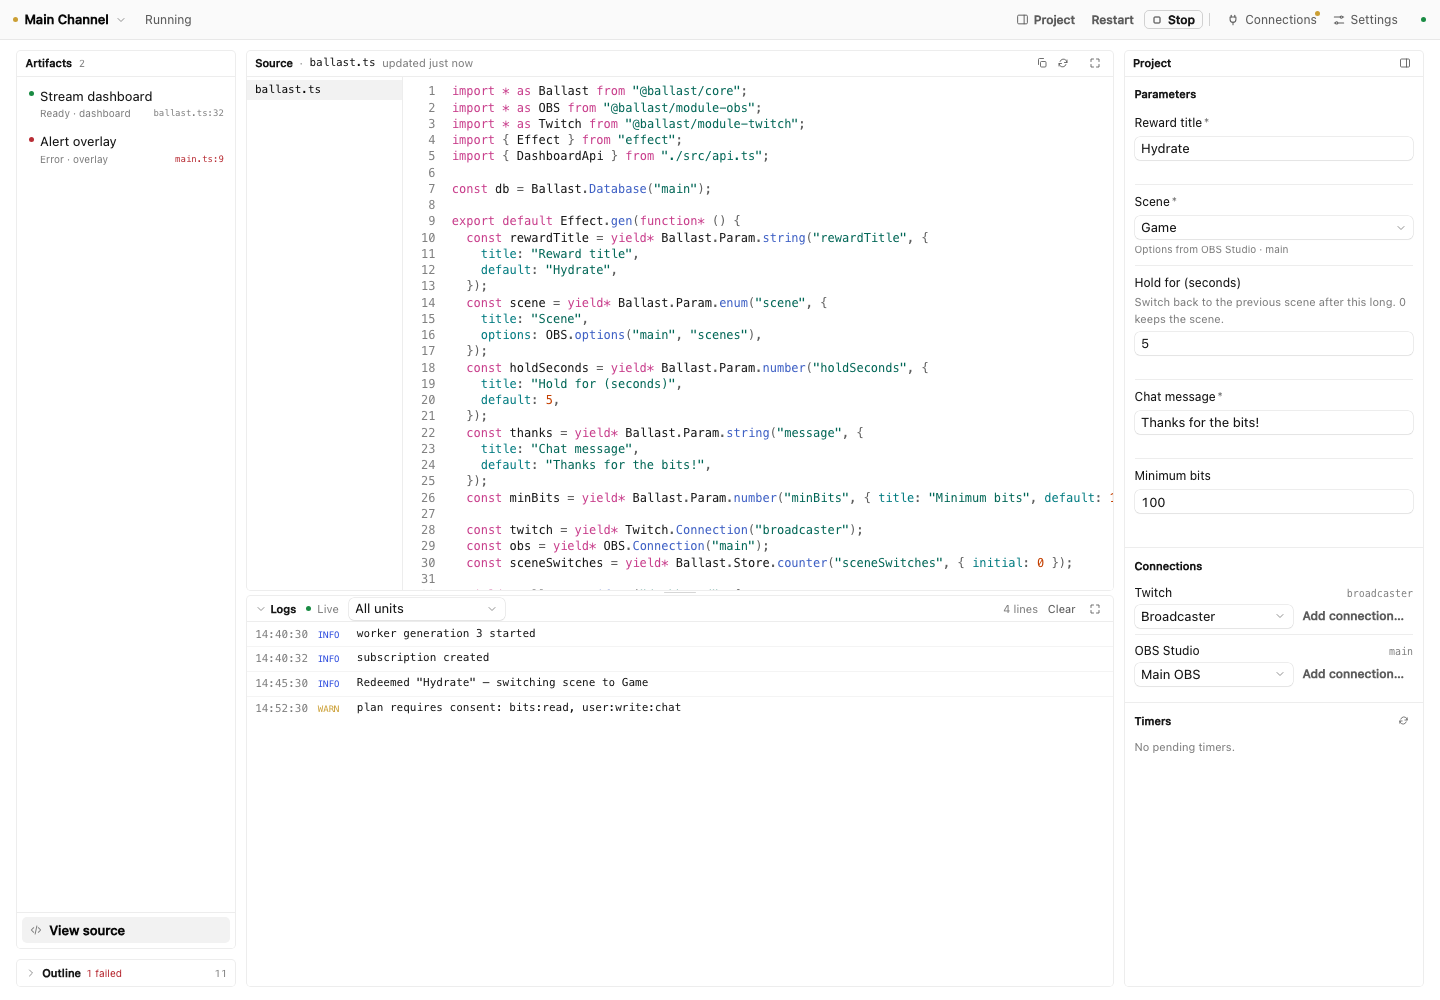 Main Channel
Running
Project
Restart
Stop
Connections
Settings
Artifacts 2
Stream dashboard
Ready · dashboard
ballast.ts:32
Alert overlay
Error · overlay
main.ts:9
View source
Outline 1 failed 11
Source · ballast.ts updated just now
ballast.ts
1 import * as Ballast from "@ballast/core";
2 import * as OBS from "@ballast/module-obs";
3 import * as Twitch from "@ballast/module-twitch";
4 import { Effect } from "effect";
5 import { DashboardApi } from "./src/api.ts";
6
7 const db = Ballast.Database("main");
8
9 export default Effect.gen(function* () {
10 const rewardTitle = yield* Ballast.Param.string("rewardTitle", {
11 title: "Reward title",
12 default: "Hydrate",
13 });
14 const scene = yield* Ballast.Param.enum("scene", {
15 title: "Scene",
16 options: OBS.options("main", "scenes"),
17 });
18 const holdSeconds = yield* Ballast.Param.number("holdSeconds", {
19 title: "Hold for (seconds)",
20 default: 5,
21 });
22 const thanks = yield* Ballast.Param.string("message", {
23 title: "Chat message",
24 default: "Thanks for the bits!",
25 });
26 const minBits = yield* Ballast.Param.number("minBits", { title: "Minimum bits", default:
27
28 const twitch = yield* Twitch.Connection("broadcaster");
29 const obs = yield* OBS.Connection("main");
30 const sceneSwitches = yield* Ballast.Store.counter("sceneSwitches", { initial: 0 });
31
Logs Live All units 4 lines Clear
14:40:30 INFO worker generation 3 started
14:40:32 INFO subscription created
14:45:30 INFO Redeemed "Hydrate" — switching scene to Game
14:52:30 WARN plan requires consent: bits:read, user:write:chat
Project
Parameters
Reward title*
Hydrate
Scene*
Game
Options from OBS Studio · main
Hold for (seconds)
Switch back to the previous scene after this long. 0
keeps the scene.
5
Chat message*
Thanks for the bits!
Minimum bits
100
Connections
Twitch broadcaster
Broadcaster Add connection...
OBS Studio main
Main OBS Add connection...
Timers
No pending timers.